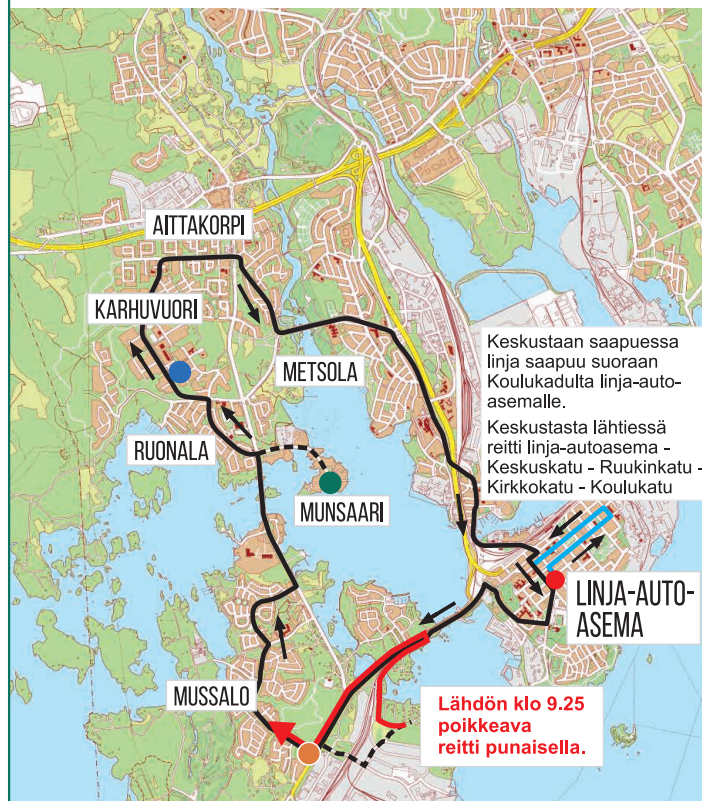 AITTAKORPI
KARHUVUORI
METSOLA
Keskustaan saapuessa
linja saapuu suoraan
Koulukadulta linja-auto-
asemalle.
Keskustasta lähtiessä
reitti linja-autoasema -
Keskuskatu - Ruukinkatu -
Kirkkokatu - Koulukatu
RUONALA
MUNSAARI
LINJA-AUTO-
ASEMA
MUSSALO
Lähdön klo 9.25
poikkeava
reitti punaisella.